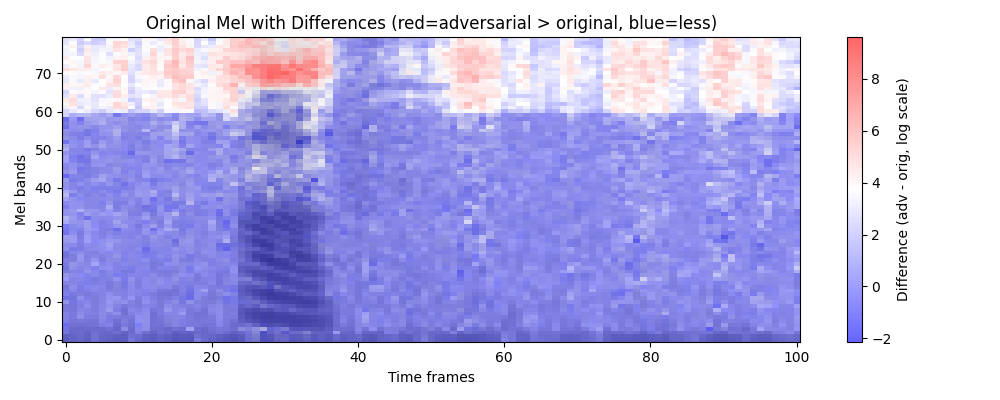 Original Mel with Differences (red=adversarial > original, blue=less)
Mel bands
70
60
50
40
30
20
10
0
0 20 40 60 80 100
Time frames
8
6
4
2
0
−2
Difference (adv - orig, log scale)